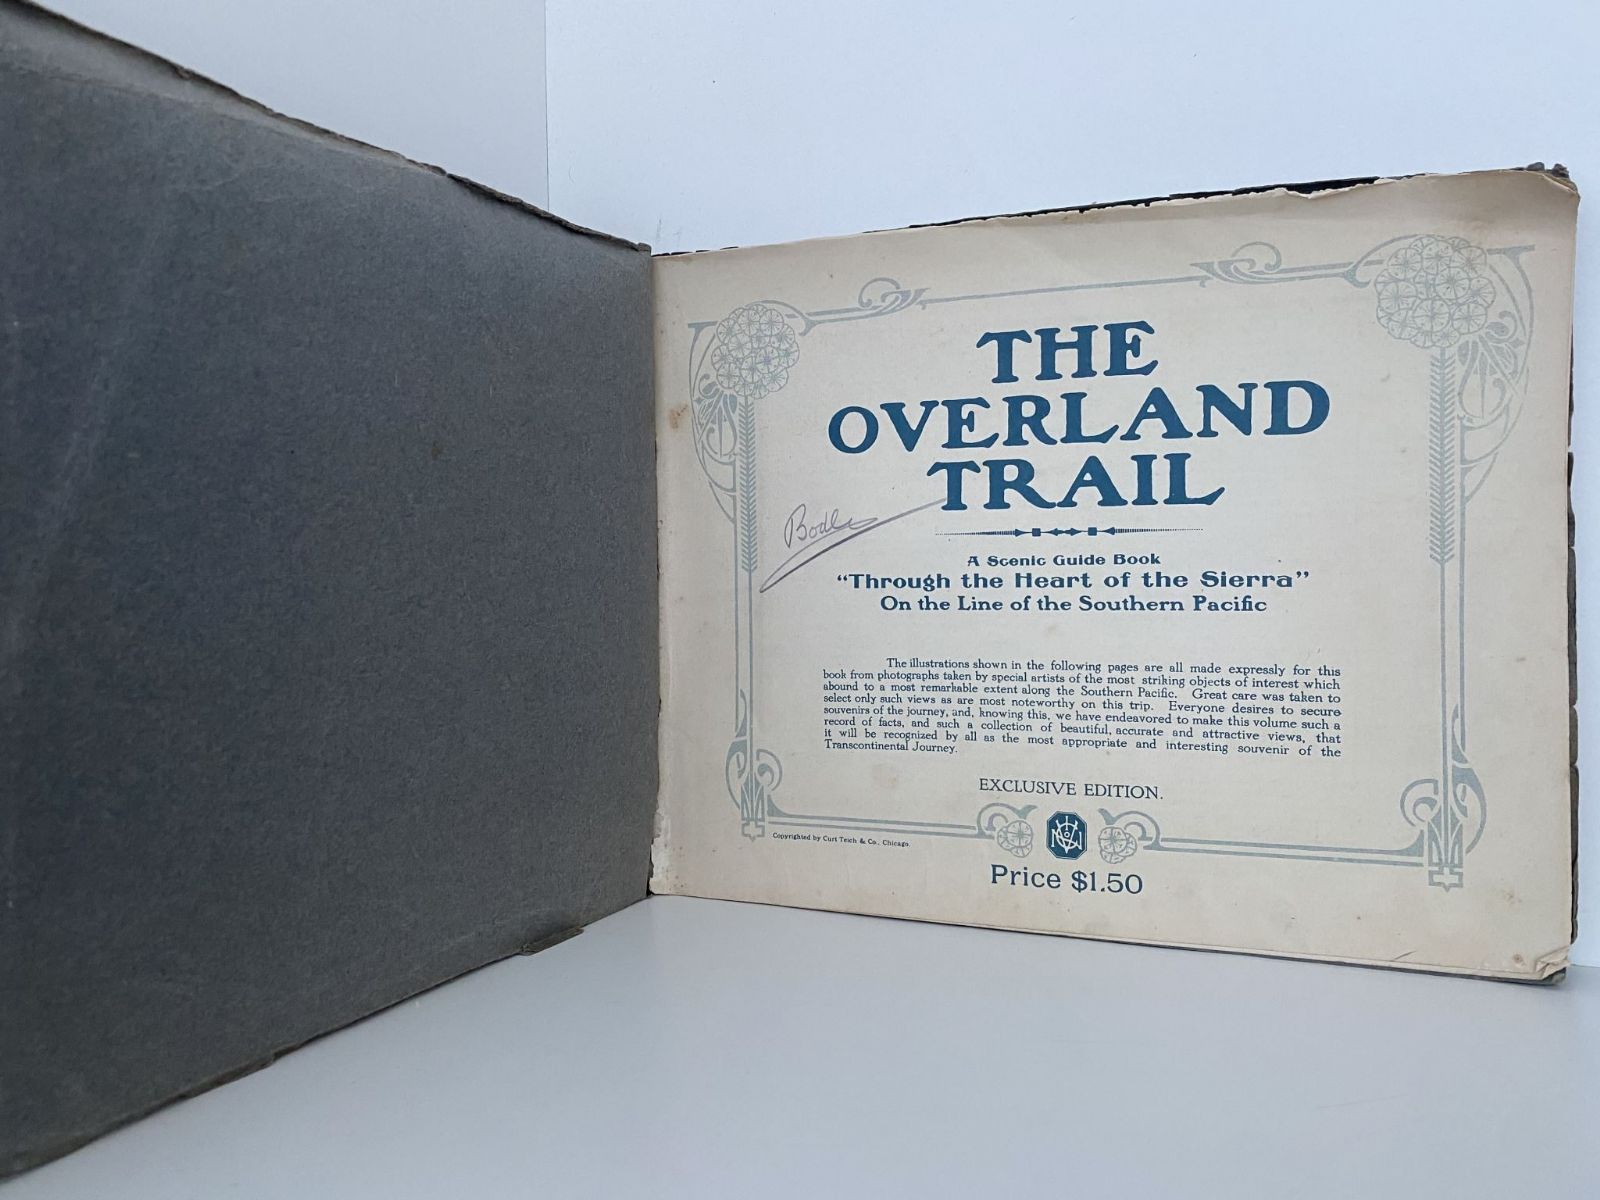 THE
OVERLAND
TRAIL
A Scenic Guide Book
"Through the Heart of the Sierra"
On the Line of the Southern Pacific
The illustrations shown in the following pages are all made expressly for this
book from photographs taken by special artists of the most striking objects of interest which
abound to a most remarkable extent along the Southern Pacific. Great care was taken to
select only such views as are most noteworthy on this trip. Everyone desires to secure
souvenirs of the journey, and, knowing this, we have endeavored to make this volume such a
record of facts, and such a collection of beautiful, accurate and attractive views, that
it will be recognized by all as the most appropriate and interesting souvenir of the
Transcontinental Journey.
EXCLUSIVE EDITION.
Copyrighted by Curt Teich & Co., Chicago.
Price $1.50